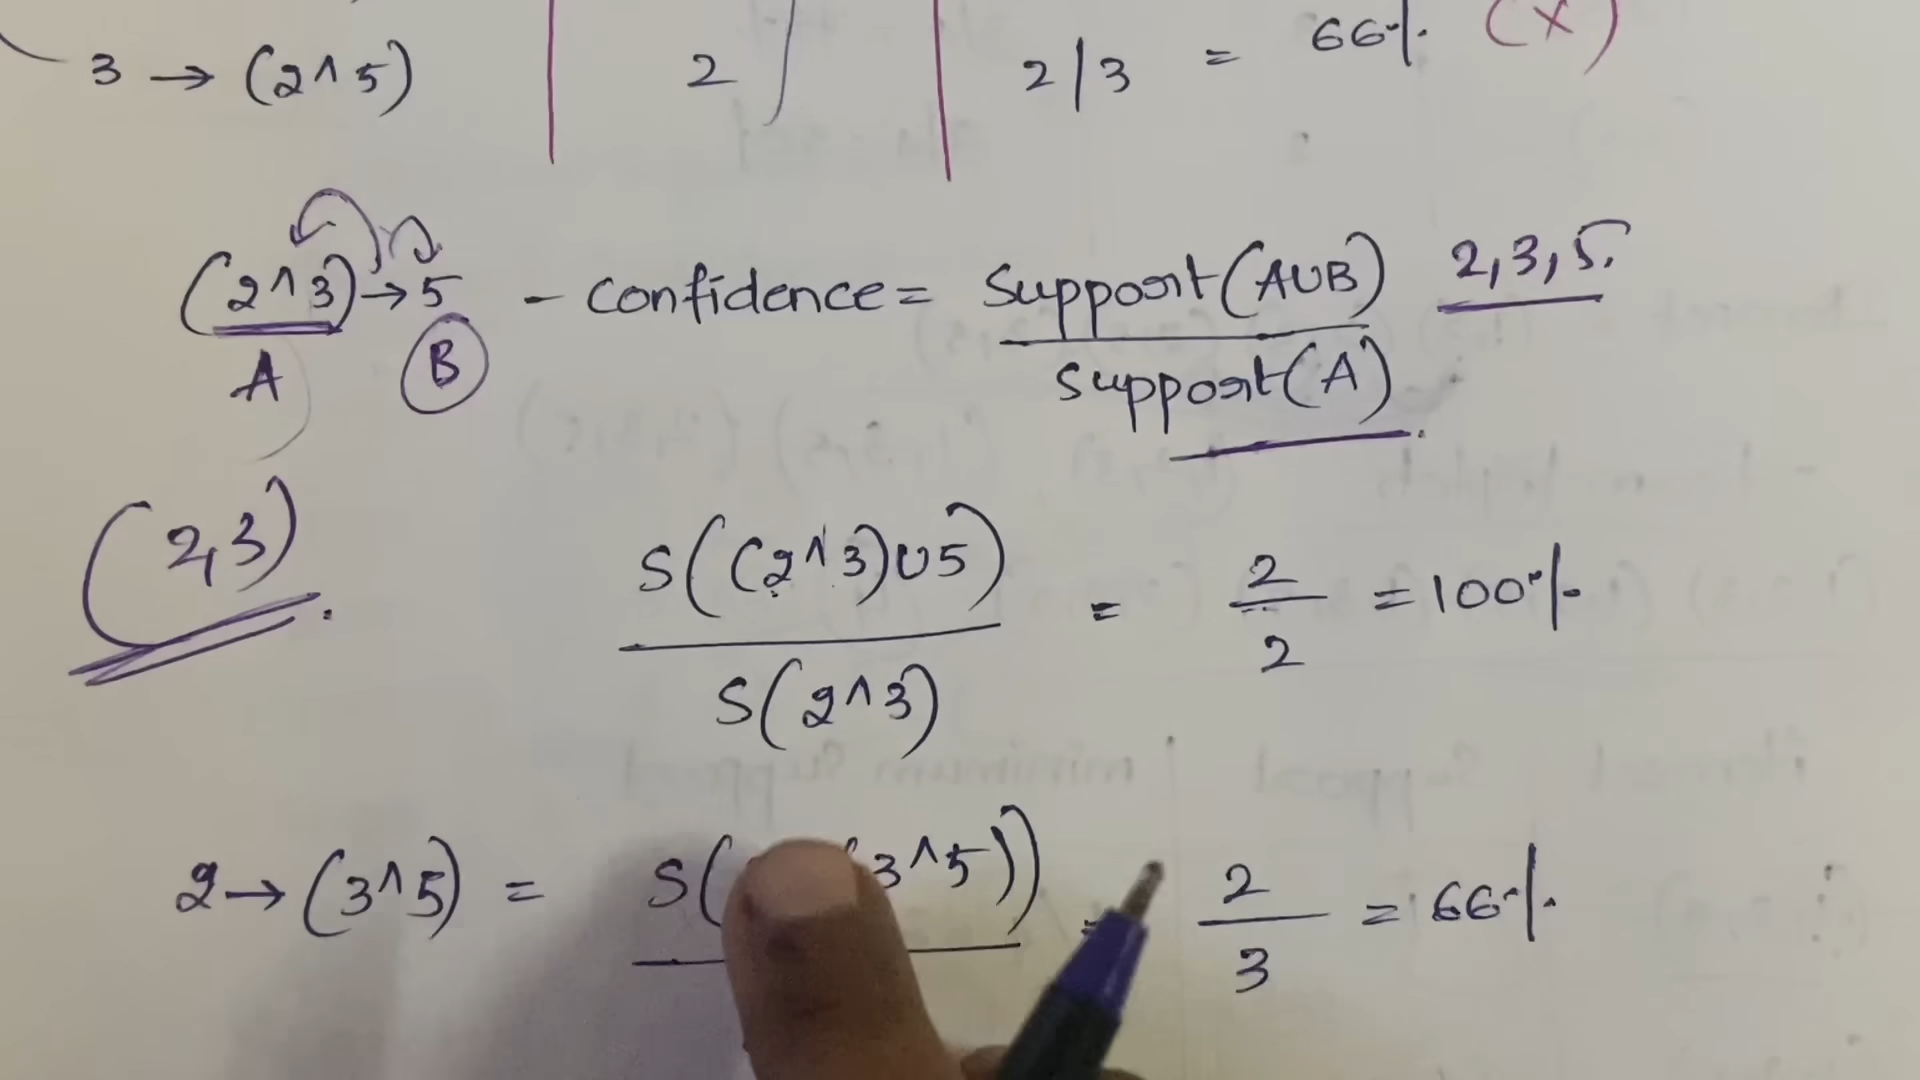 3 → (2^5) 2 2/3 = 66% (x)
(2^3) → 5 - confidence = Support(AUB) 2,3,5.
A B Support(A)
(2,3).
S((2^3)U5) = 2 = 100%
S(2^3) 2
2 → (3^5) = S( (3^5)) = 2 = 66%
3